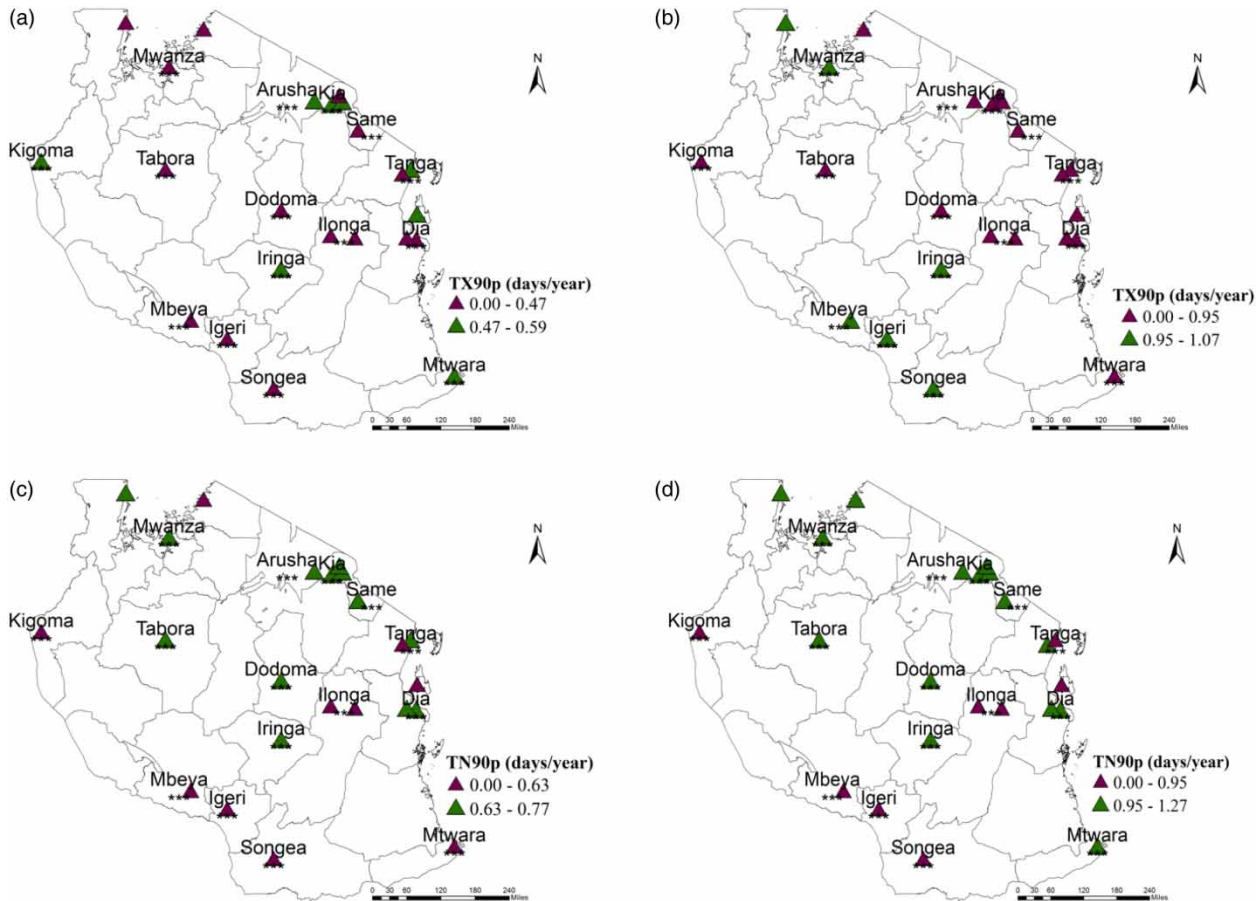 (a)
N
Mwanza
***
Arusha Kia
*** ***
Same
***
Kigoma
***
Tabora
***
Tanga
***
Dodoma
***
Ilonga
***
Dia
***
Iringa
***
TX90p (days/year)
0.00 - 0.47
0.47 - 0.59
Mbeya
***
Igeri
***
Songea
***
Mtwara
***
0 30 60 120 180 240
Miles
(b)
N
Mwanza
***
Arusha Kia
*** ***
Same
***
Kigoma
***
Tabora
***
Tanga
***
Dodoma
***
Ilonga
***
Dia
***
Iringa
***
TX90p (days/year)
0.00 - 0.95
0.95 - 1.07
Mbeya
***
Igeri
***
Songea
***
Mtwara
***
0 30 60 120 180 240
Miles
(c)
N
Mwanza
***
Arusha Kia
*** ***
Same
***
Kigoma
***
Tabora
***
Tanga
***
Dodoma
***
Ilonga
***
Dia
***
Iringa
***
TN90p (days/year)
0.00 - 0.63
0.63 - 0.77
Mbeya
***
Igeri
***
Songea
***
Mtwara
***
0 30 60 120 180 240
Miles
(d)
N
Mwanza
***
Arusha Kia
*** ***
Same
***
Kigoma
***
Tabora
***
Tanga
***
Dodoma
***
Ilonga
***
Dia
***
Iringa
***
TN90p (days/year)
0.00 - 0.95
0.95 - 1.27
Mbeya
***
Igeri
***
Songea
***
Mtwara
***
0 30 60 120 180 240
Miles